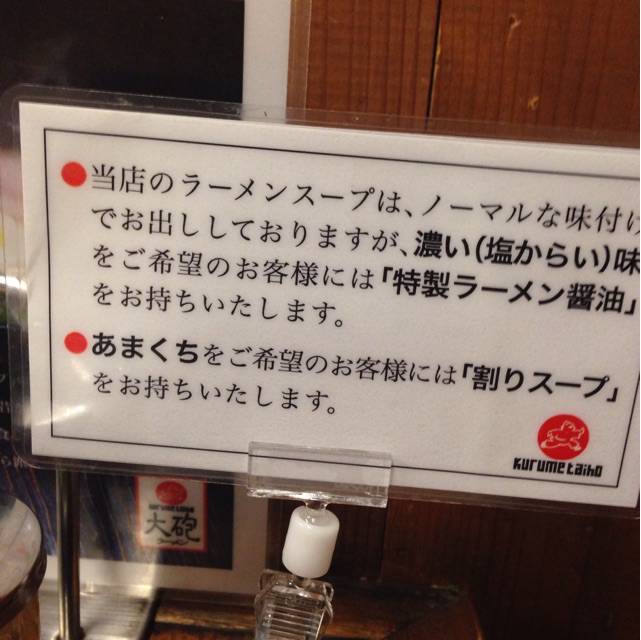 ●当店のラーメンスープは、ノーマルな味付け
でお出ししておりますが、濃い（塩からい）味
をご希望のお客様には「特製ラーメン醤油」
をお持ちいたします。
●あまくちをご希望のお客様には「割りスープ」
をお持ちいたします。
Kurume taiho
大砲